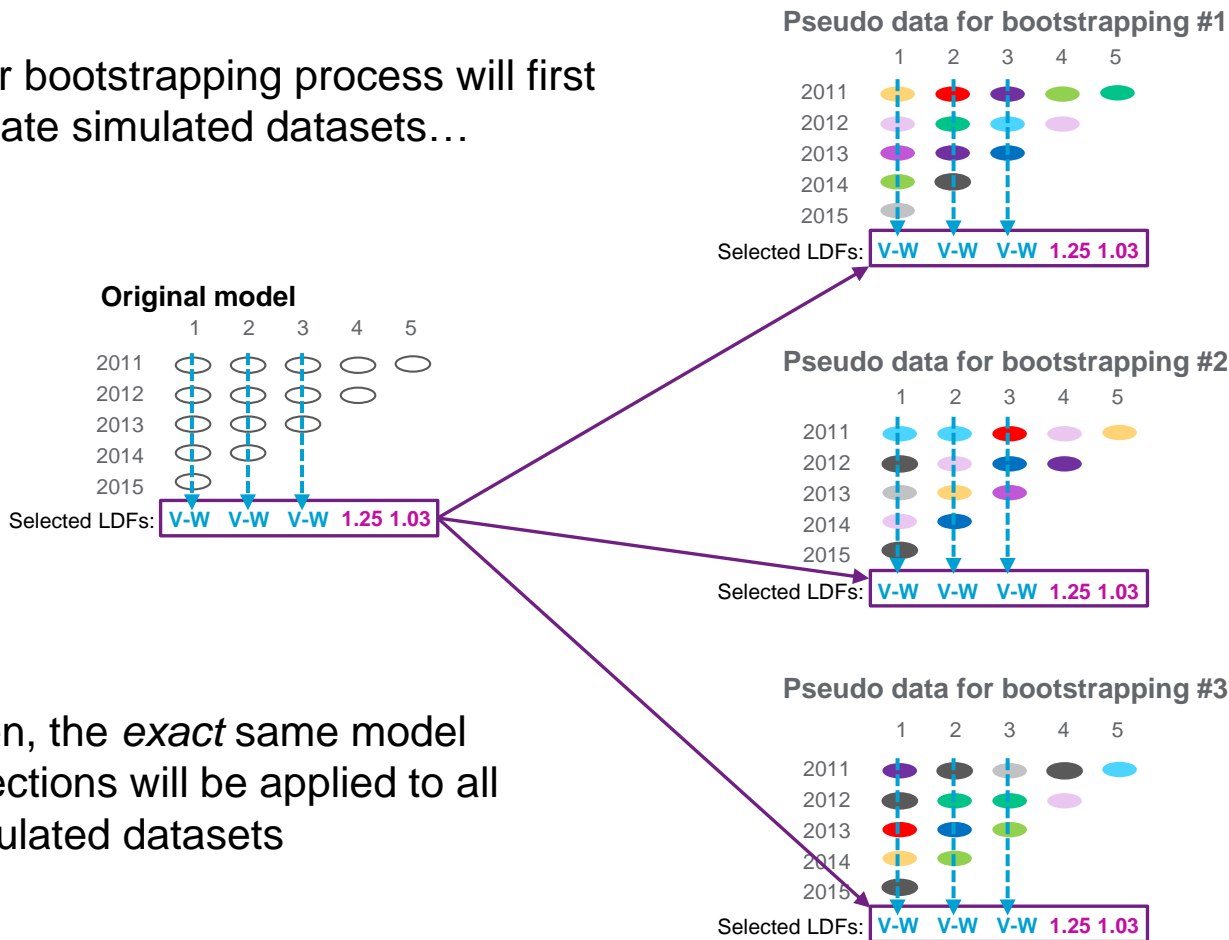 r bootstrapping process will first
ate simulated datasets…
Original model
1 2 3 4 5
2011
2012
2013
2014
2015
Selected LDFs: V-W V-W V-W 1.25 1.03
n, the exact same model
ections will be applied to all
ulated datasets
Pseudo data for bootstrapping #1
1 2 3 4 5
2011
2012
2013
2014
2015
Selected LDFs: V-W V-W V-W 1.25 1.03
Pseudo data for bootstrapping #2
1 2 3 4 5
2011
2012
2013
2014
2015
Selected LDFs: V-W V-W V-W 1.25 1.03
Pseudo data for bootstrapping #3
1 2 3 4 5
2011
2012
2013
2014
2015
Selected LDFs: V-W V-W V-W 1.25 1.03